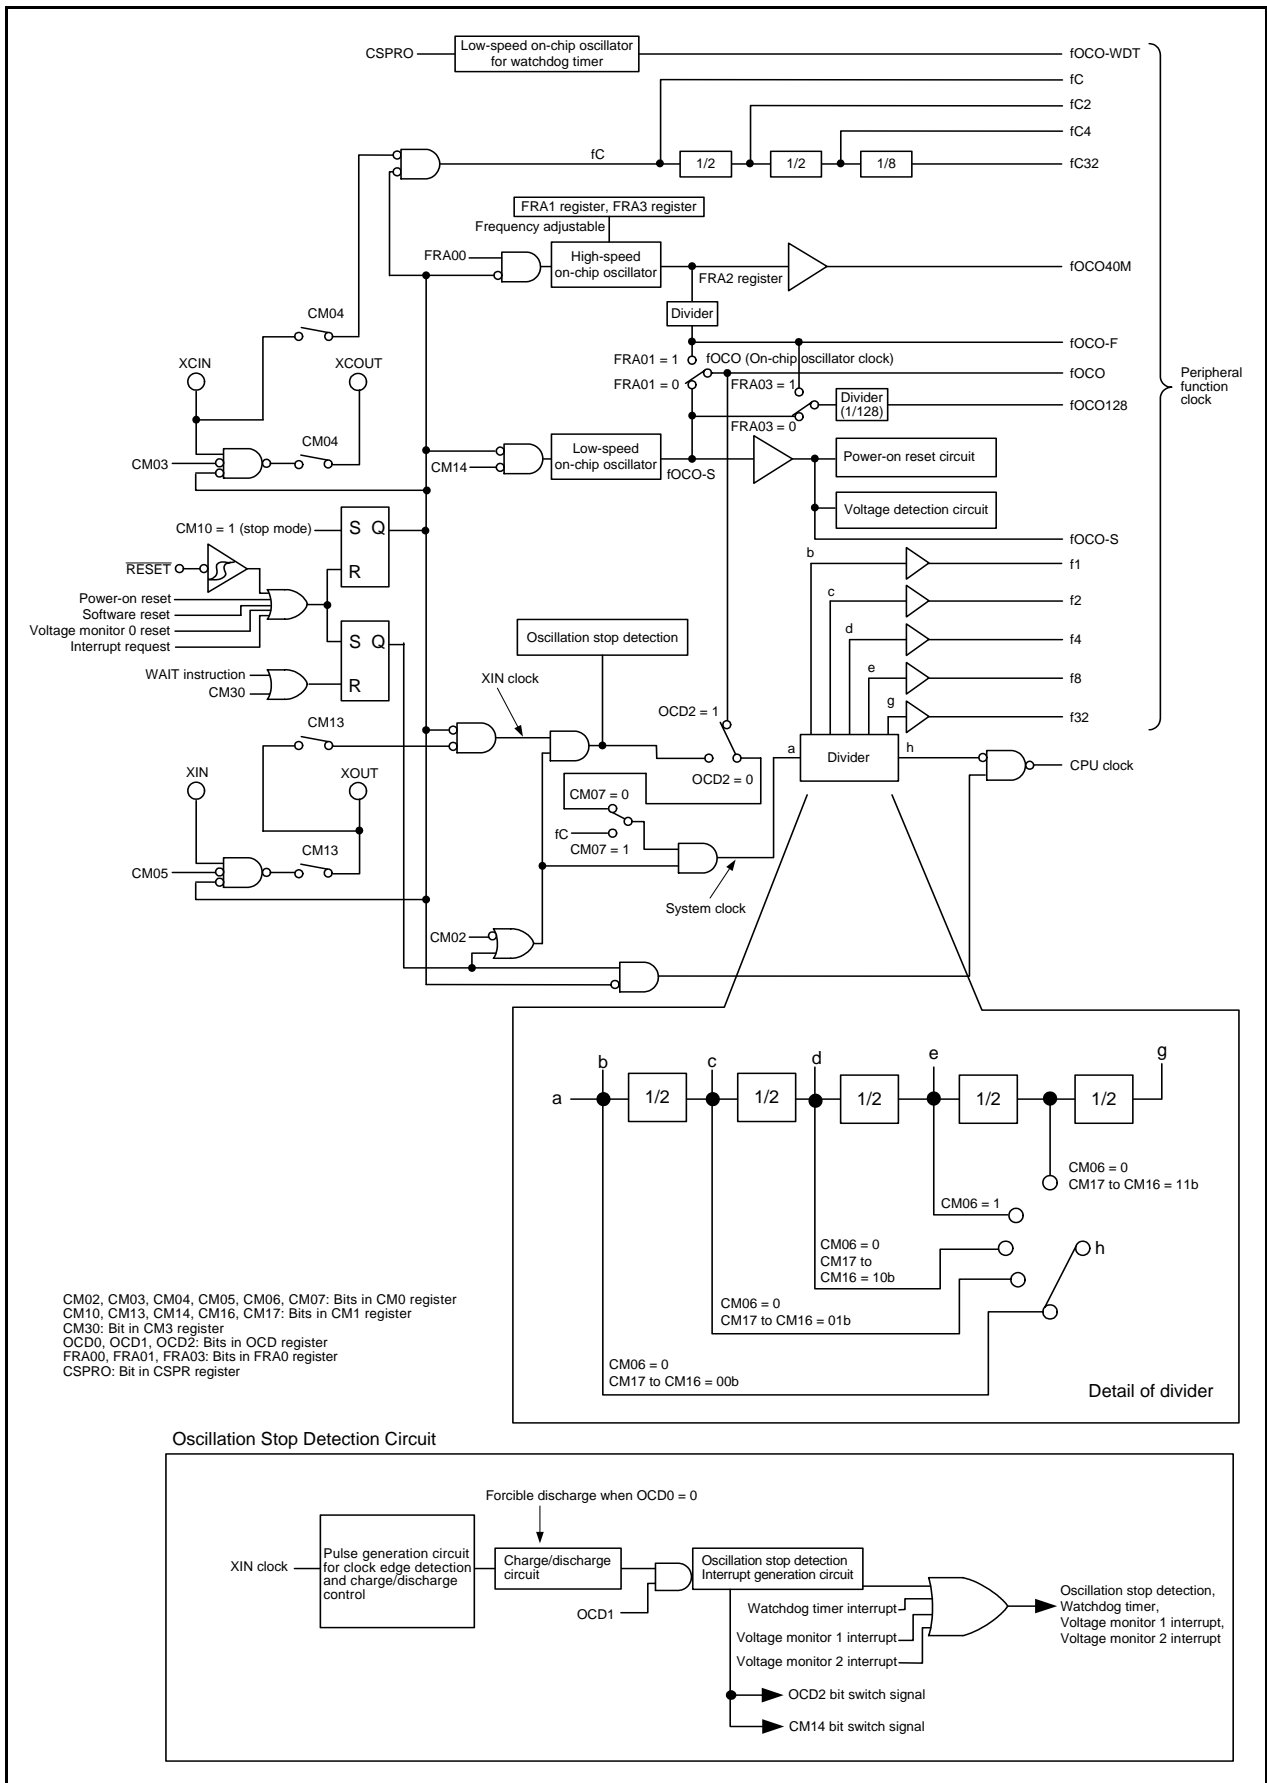 CSPRO
Low-speed on-chip oscillator
for watchdog timer
fOCO-WDT
fC
fC2
fC4
fC
1/2
1/2
1/8
fC32
FRA1 register, FRA3 register
Frequency adjustable
FRA00
High-speed
on-chip oscillator
FRA2 register
fOCO40M
Divider
CM04
fOCO-F
XCIN
XCOUT
FRA01 = 1
fOCO (On-chip oscillator clock)
FRA01 = 0
FRA03 = 1
fOCO
Peripheral
function
clock
Divider
(1/128)
fOCO128
FRA03 = 0
CM04
CM03
CM14
Low-speed
on-chip oscillator
fOCO-S
Power-on reset circuit
Voltage detection circuit
fOCO-S
CM10 = 1 (stop mode)
S Q
R
RESET
Power-on reset
Software reset
Voltage monitor 0 reset
Interrupt request
S Q
R
WAIT instruction
CM30
b
f1
c
f2
d
f4
e
f8
g
f32
Oscillation stop detection
XIN clock
OCD2 = 1
OCD2 = 0
CM13
XIN
XOUT
a
Divider
h
CPU clock
CM07 = 0
fC
CM07 = 1
CM13
CM05
System clock
CM02
a
b
1/2
c
1/2
d
1/2
e
1/2
1/2
g
CM06 = 0
CM17 to CM16 = 11b
CM06 = 1
CM06 = 0
CM17 to
CM16 = 10b
h
CM06 = 0
CM17 to CM16 = 01b
CM06 = 0
CM17 to CM16 = 00b
Detail of divider
CM02, CM03, CM04, CM05, CM06, CM07: Bits in CM0 register
CM10, CM13, CM14, CM16, CM17: Bits in CM1 register
CM30: Bit in CM3 register
OCD0, OCD1, OCD2: Bits in OCD register
FRA00, FRA01, FRA03: Bits in FRA0 register
CSPRO: Bit in CSPR register
Oscillation Stop Detection Circuit
Forcible discharge when OCD0 = 0
XIN clock
Pulse generation circuit
for clock edge detection
and charge/discharge
control
Charge/discharge
circuit
OCD1
Oscillation stop detection
Interrupt generation circuit
Watchdog timer interrupt
Voltage monitor 1 interrupt
Voltage monitor 2 interrupt
Oscillation stop detection,
Watchdog timer,
Voltage monitor 1 interrupt,
Voltage monitor 2 interrupt
OCD2 bit switch signal
CM14 bit switch signal